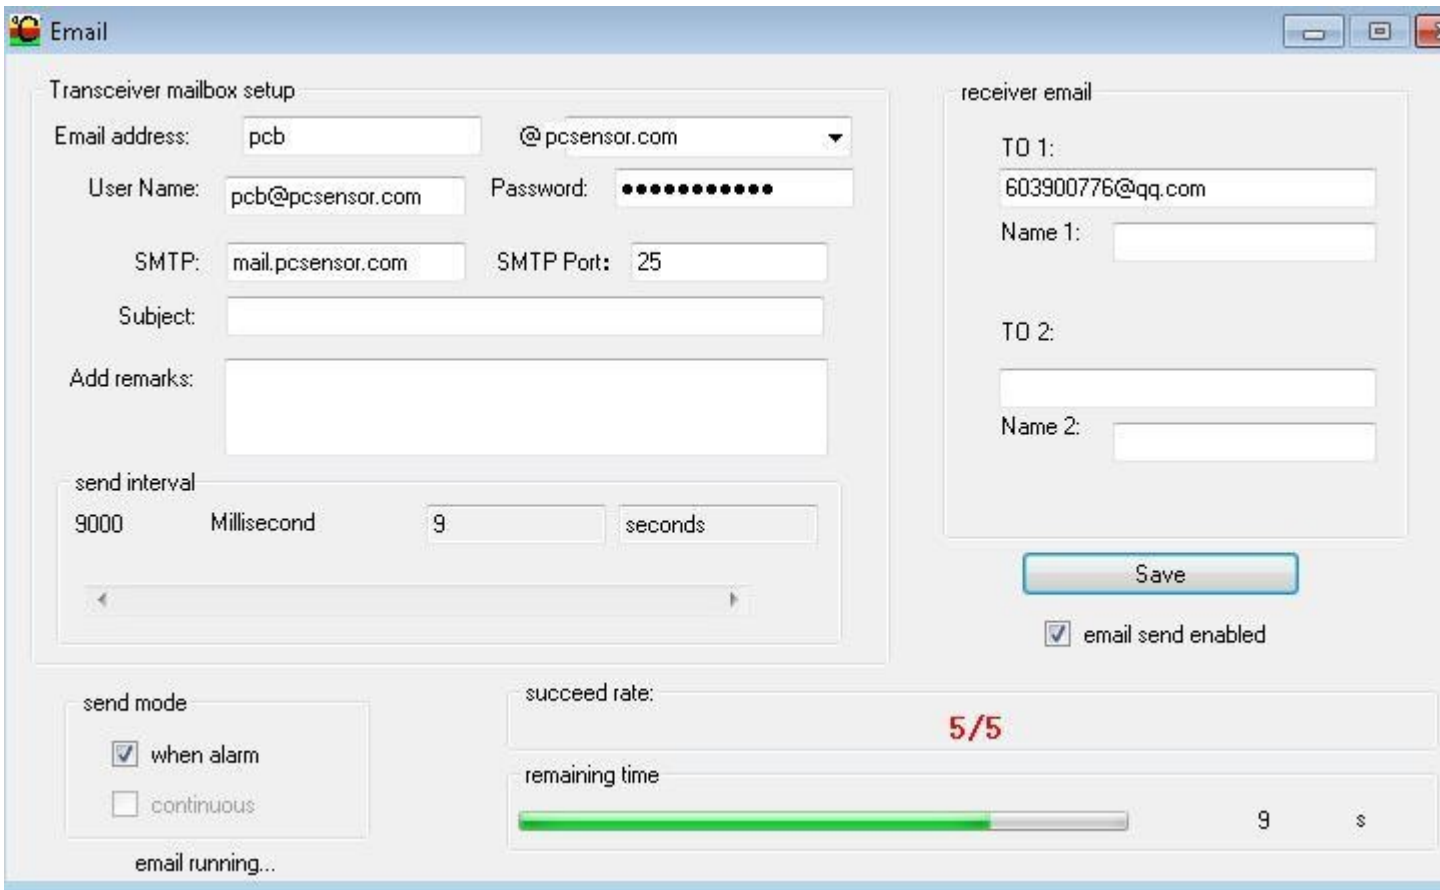 Email
Transceiver mailbox setup
Email address: pcb @ pcsensor.com
User Name: pcb@pcsensor.com Password: ●●●●●●●●●●●
SMTP: mail.pcsensor.com SMTP Port: 25
Subject:
Add remarks:
send interval
9000 Millisecond 9 seconds
receiver email
TO 1:
603900776@qq.com
Name 1:
TO 2:
Name 2:
Save
email send enabled
send mode
when alarm
continuous
email running...
succeed rate:
5/5
remaining time
9 s